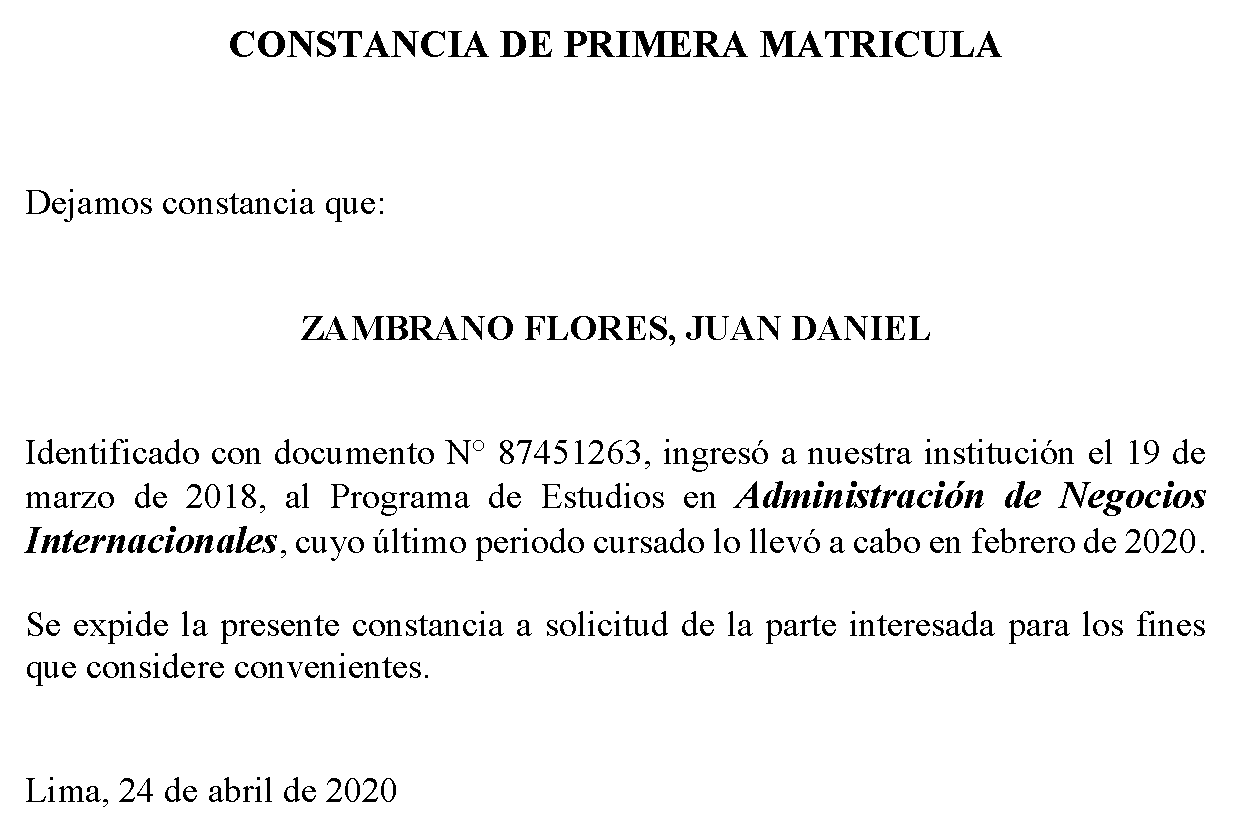 CONSTANCIA DE PRIMERA MATRICULA
Dejamos constancia que:
ZAMBRANO FLORES, JUAN DANIEL
Identificado con documento N° 87451263, ingresó a nuestra institución el 19 de
marzo de 2018, al Programa de Estudios en Administración de Negocios
Internacionales, cuyo último periodo cursado lo llevó a cabo en febrero de 2020.
Se expide la presente constancia a solicitud de la parte interesada para los fines
que considere convenientes.
Lima, 24 de abril de 2020